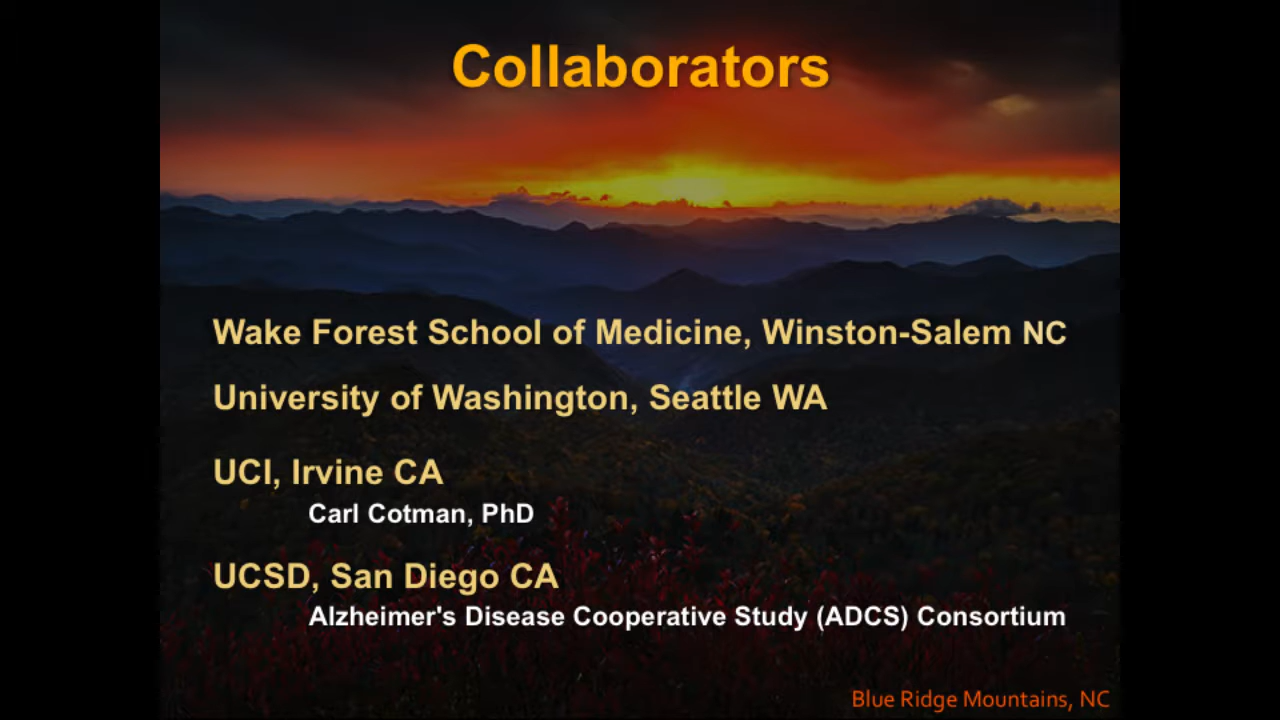 Collaborators
Wake Forest School of Medicine, Winston-Salem NC
University of Washington, Seattle WA
UCI, Irvine CA
Carl Cotman, PhD
UCSD, San Diego CA
Alzheimer's Disease Cooperative Study (ADCS) Consortium
Blue Ridge Mountains, NC